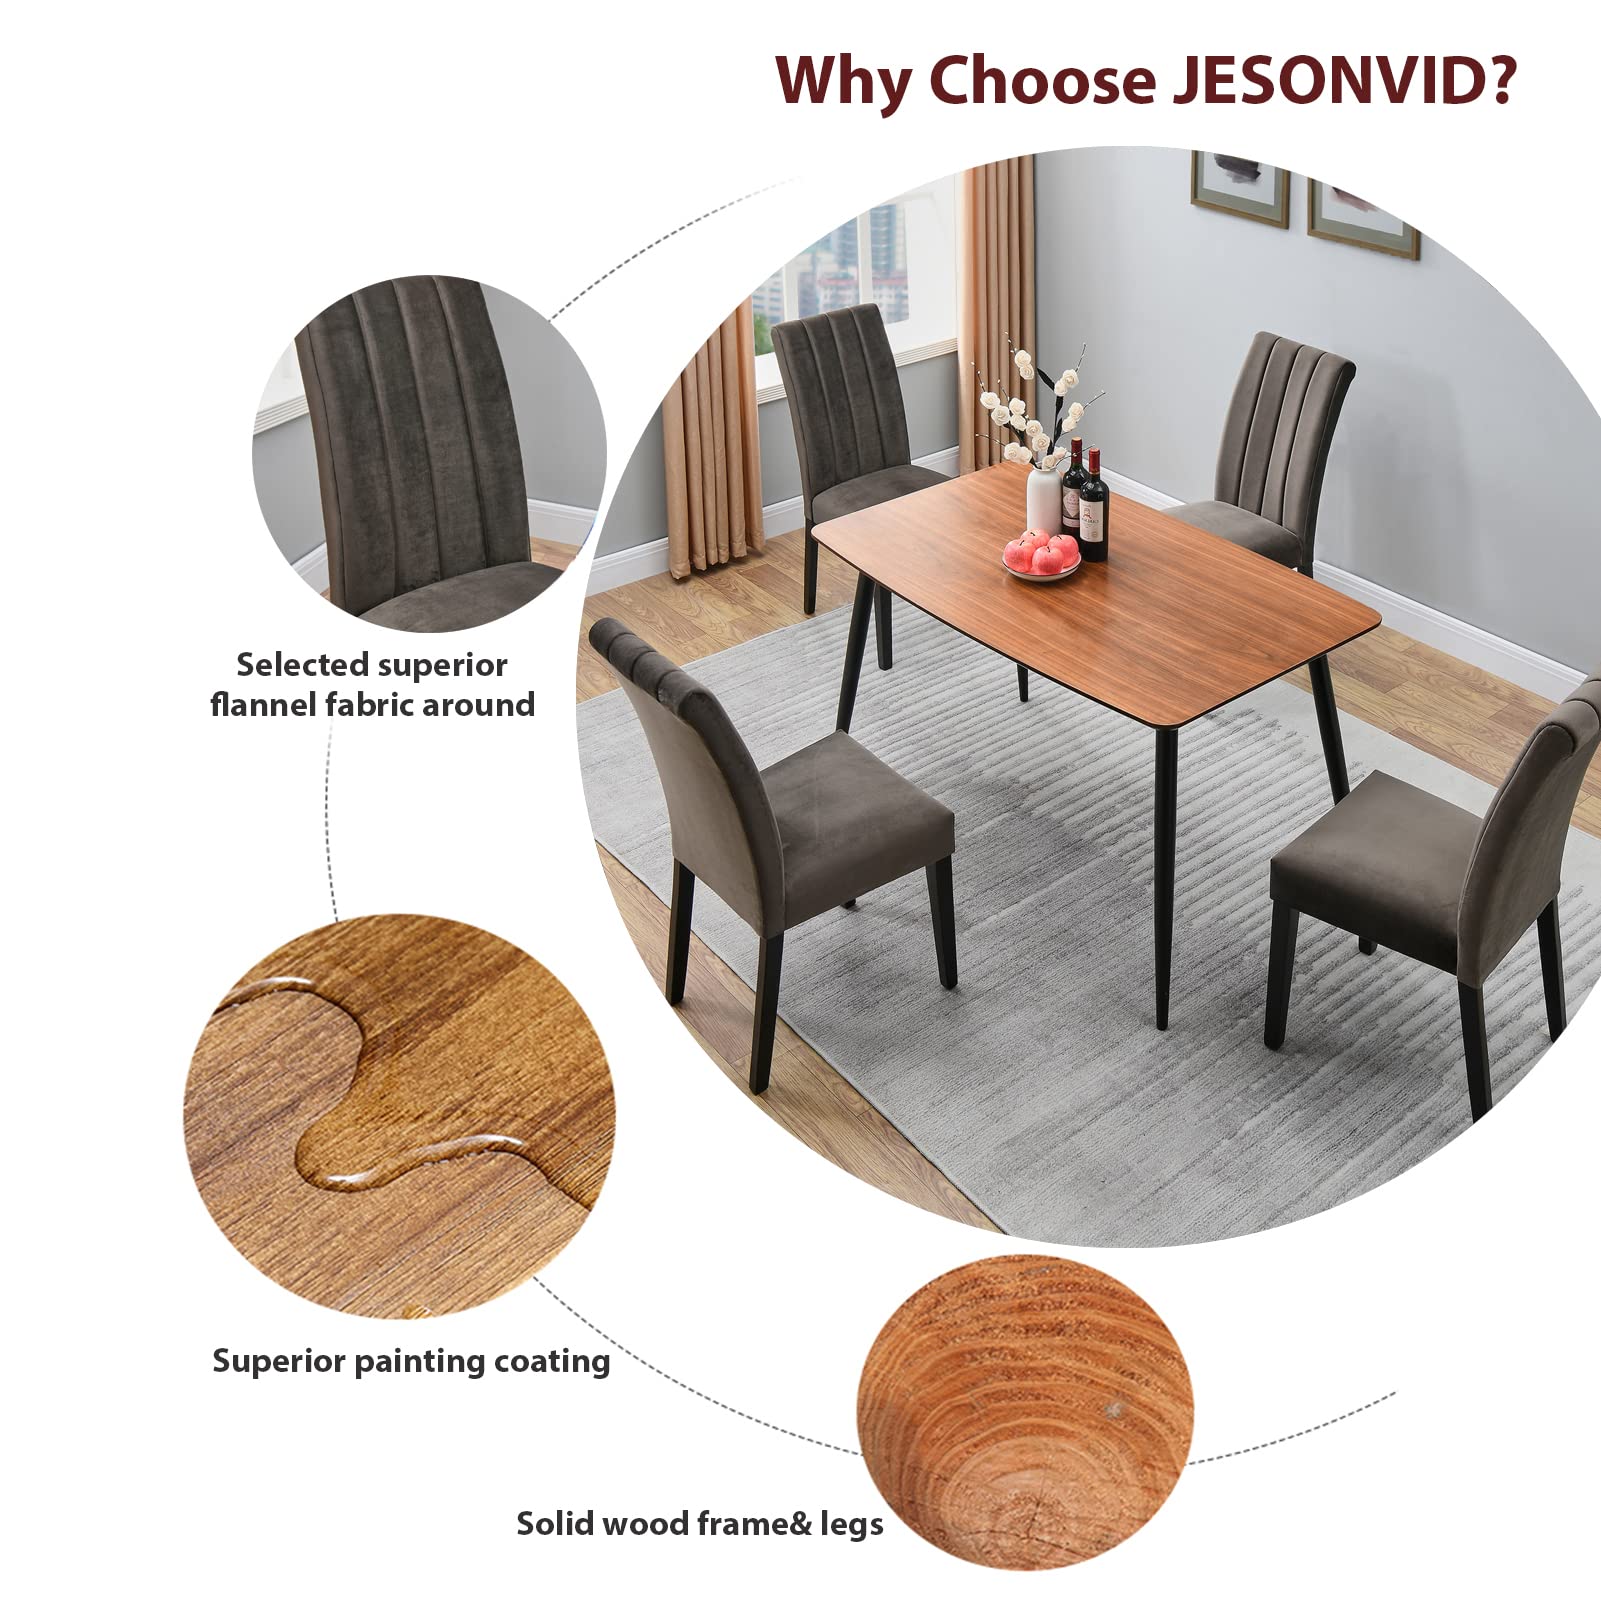 Why Choose JESONVID?
Selected superior
flannel fabric around
Superior painting coating
Solid wood frame& legs